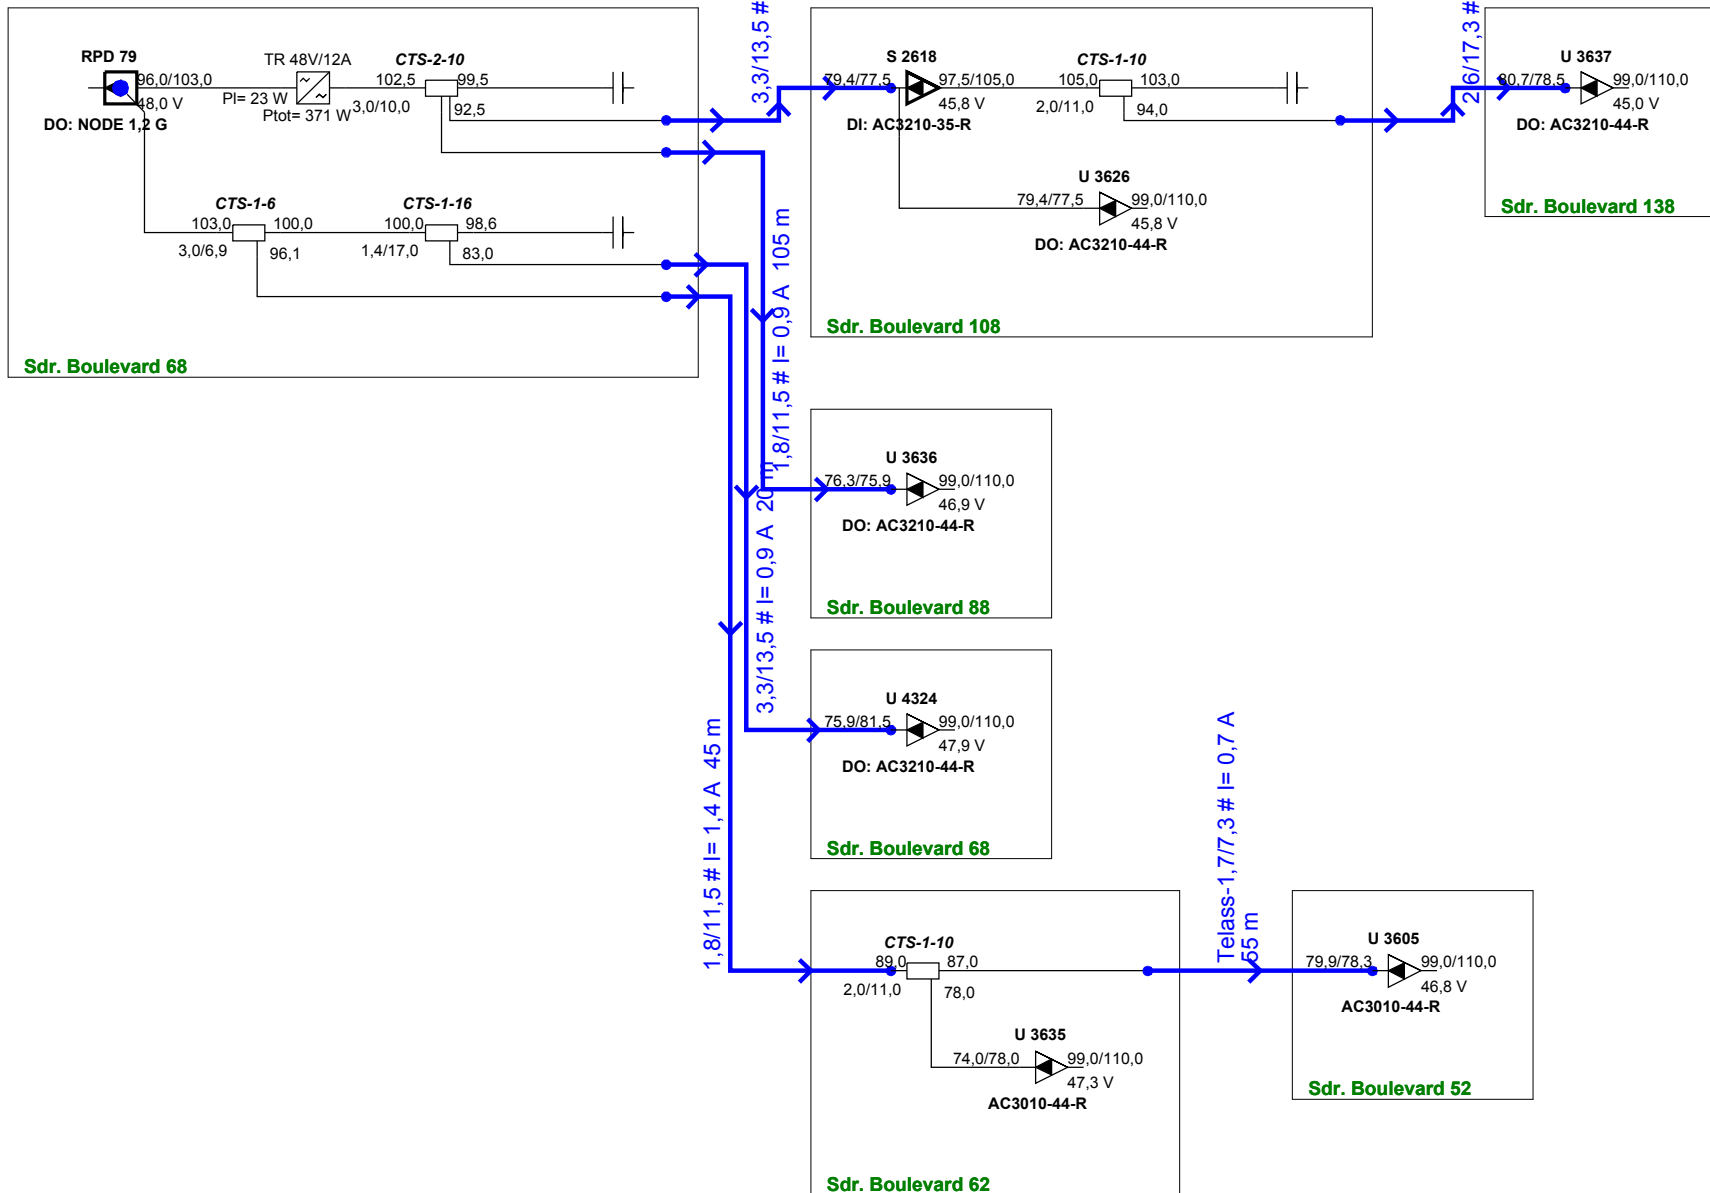 RPD 79
96,0/103,0
48,0 V
DO: NODE 1,2 G
TR 48V/12A
PI= 23 W
Ptot= 371 W
CTS-2-10
102,5
99,5
3,0/10,0
92,5
CTS-1-6
103,0
100,0
3,0/6,9
96,1
CTS-1-16
100,0
98,6
1,4/17,0
83,0
Sdr. Boulevard 68
3,3/13,5 #
S 2618
79,4/77,5
97,5/105,0
45,8 V
DI: AC3210-35-R
CTS-1-10
105,0
103,0
2,0/11,0
94,0
U 3626
79,4/77,5
99,0/110,0
45,8 V
DO: AC3210-44-R
Sdr. Boulevard 108
2,6/17,3 #
U 3637
80,7/78,5
99,0/110,0
45,0 V
DO: AC3210-44-R
Sdr. Boulevard 138
1,8/11,5 # I= 0,9 A 105 m
U 3636
76,3/75,9
99,0/110,0
46,9 V
DO: AC3210-44-R
Sdr. Boulevard 88
3,3/13,5 # I= 0,9 A 20 m
U 4324
75,9/81,5
99,0/110,0
47,9 V
DO: AC3210-44-R
Sdr. Boulevard 68
1,8/11,5 # I= 1,4 A 45 m
CTS-1-10
89,0
87,0
2,0/11,0
78,0
U 3635
74,0/78,0
99,0/110,0
47,3 V
AC3010-44-R
Sdr. Boulevard 62
Telass-1,7/7,3 # I= 0,7 A
55 m
U 3605
79,9/78,3
99,0/110,0
46,8 V
AC3010-44-R
Sdr. Boulevard 52